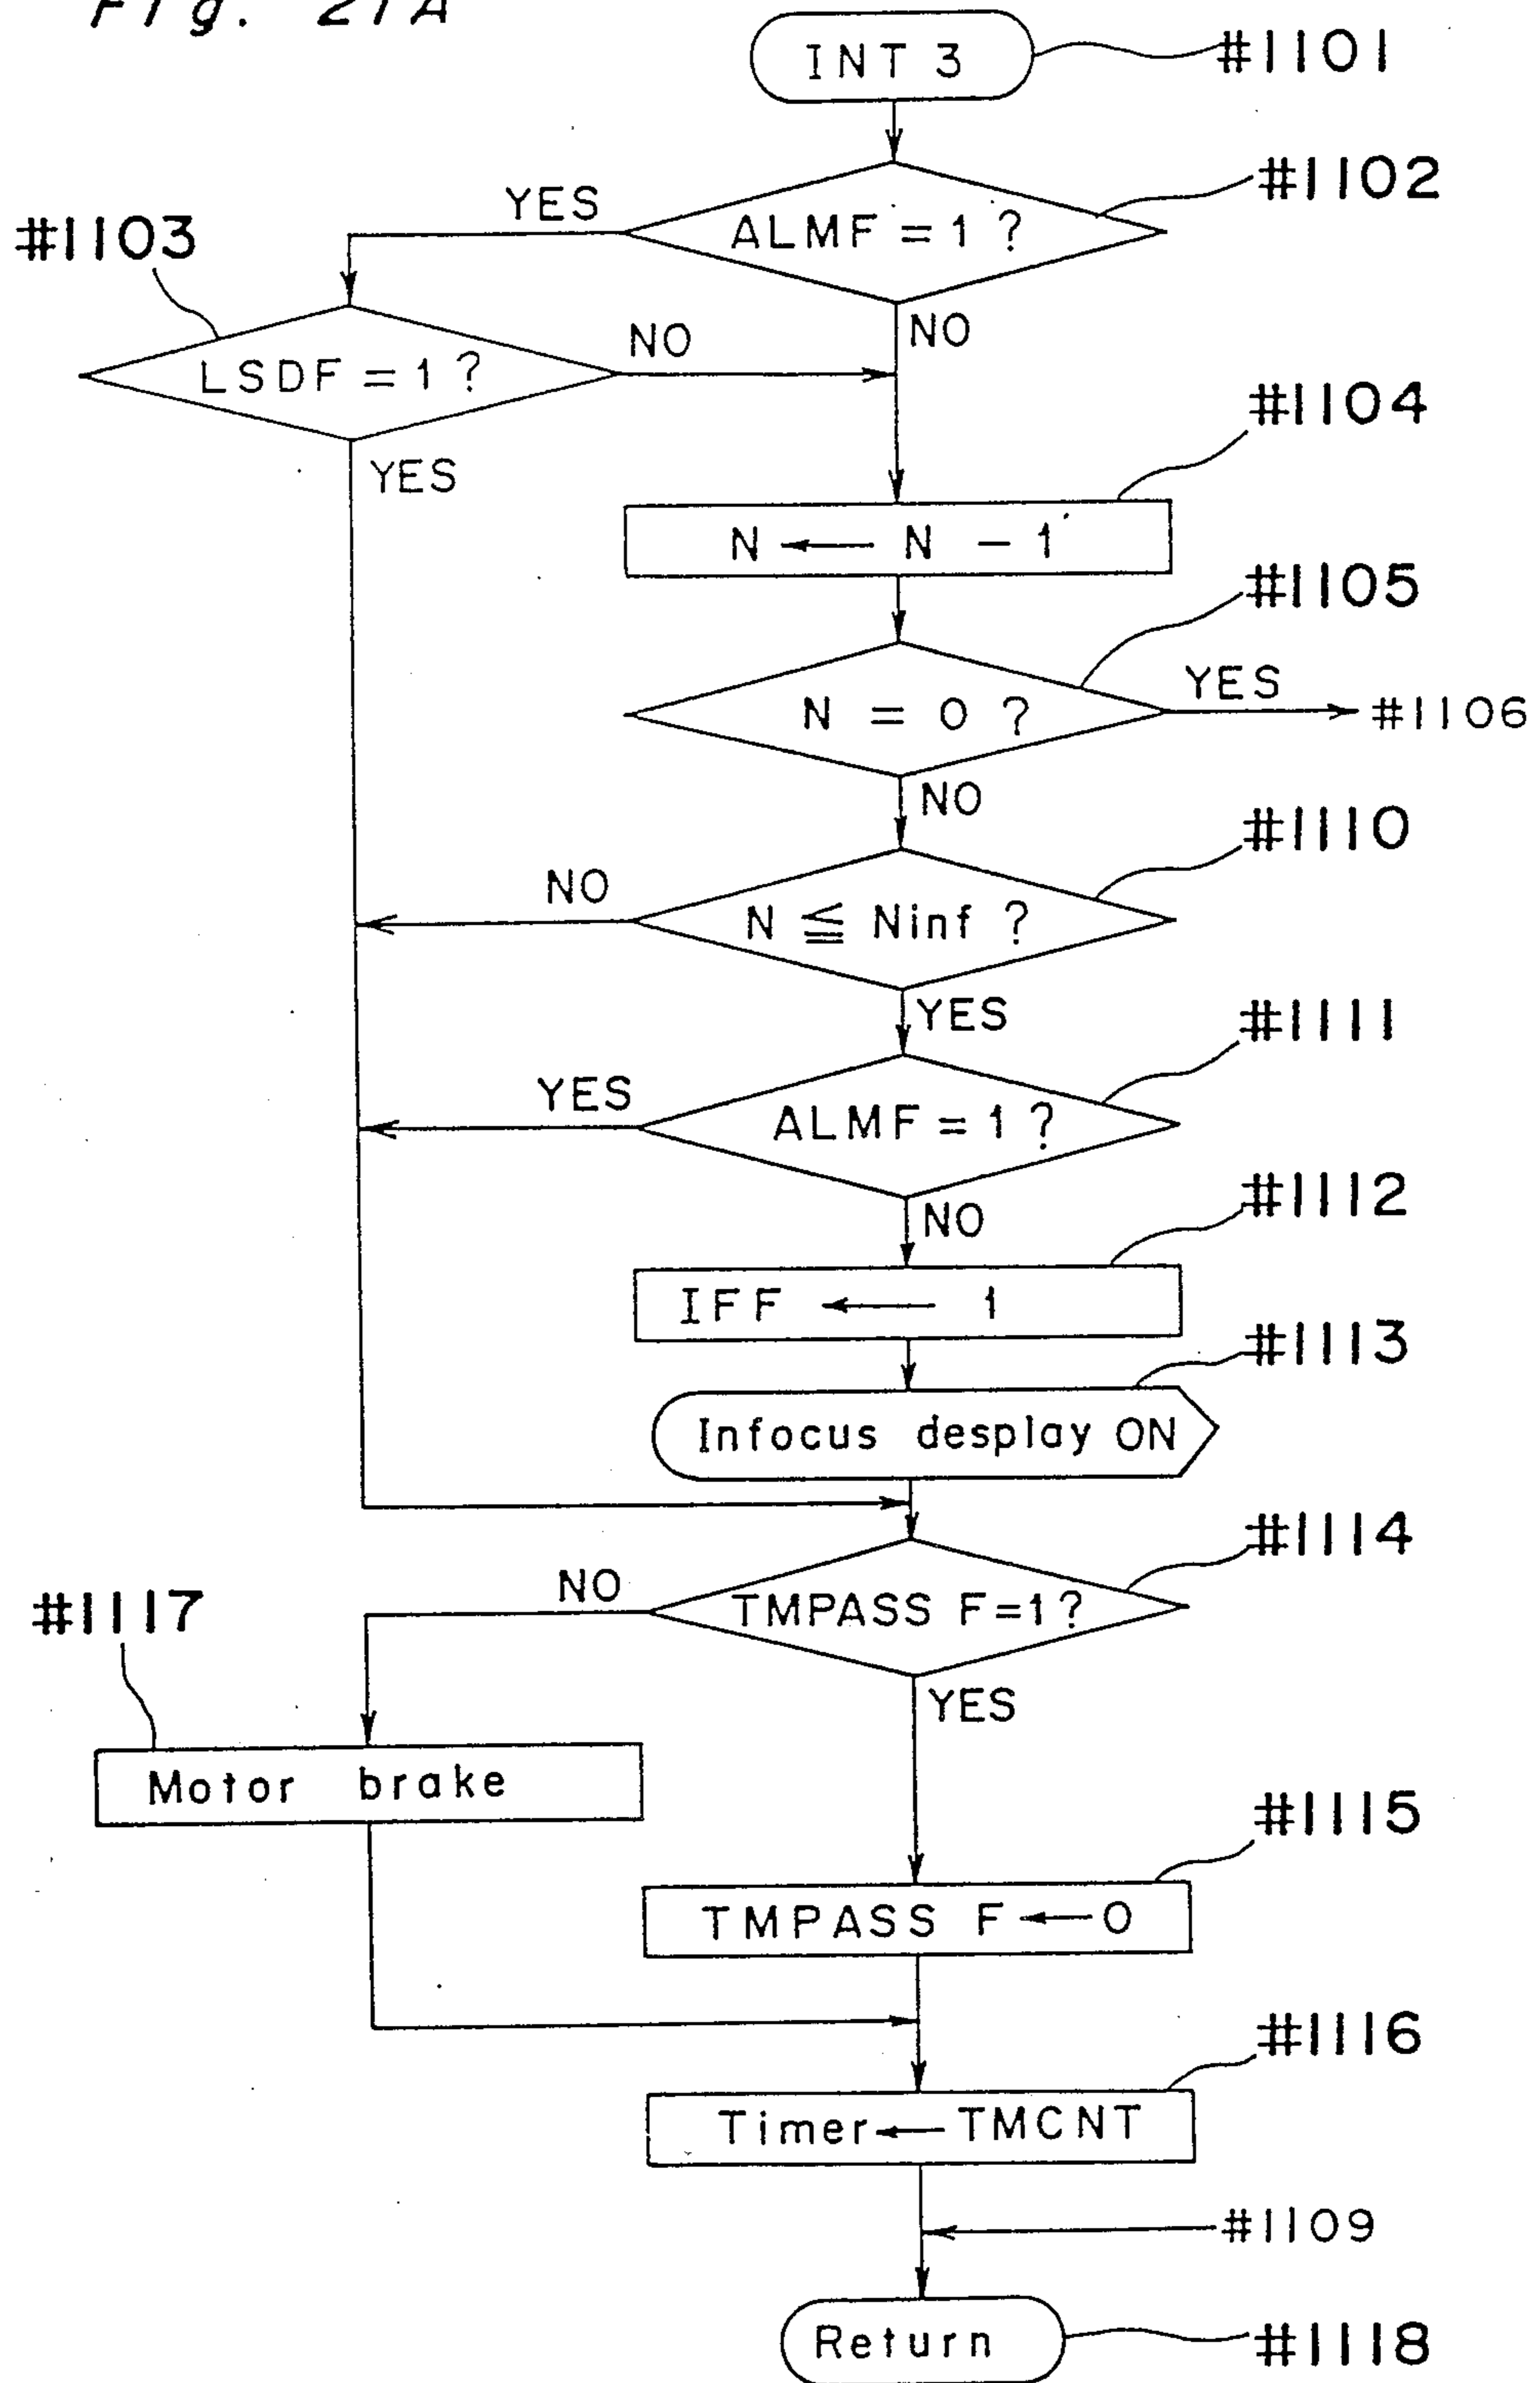 Fig. 21A
INT 3
#1101
ALMF = 1 ?
#1102
YES
NO
#1103
LSDF = 1 ?
NO
YES
#1104
N ← N - 1
#1105
N = 0 ?
YES
#1106
NO
#1110
N ≦ Ninf ?
NO
YES
#1111
ALMF = 1 ?
YES
NO
#1112
IFF ← 1
#1113
Infocus desplay ON
#1114
TMPASS F=1?
NO
YES
#1117
Motor brake
#1115
TMPASS F←0
#1116
Timer←TMCNT
#1109
Return
#1118